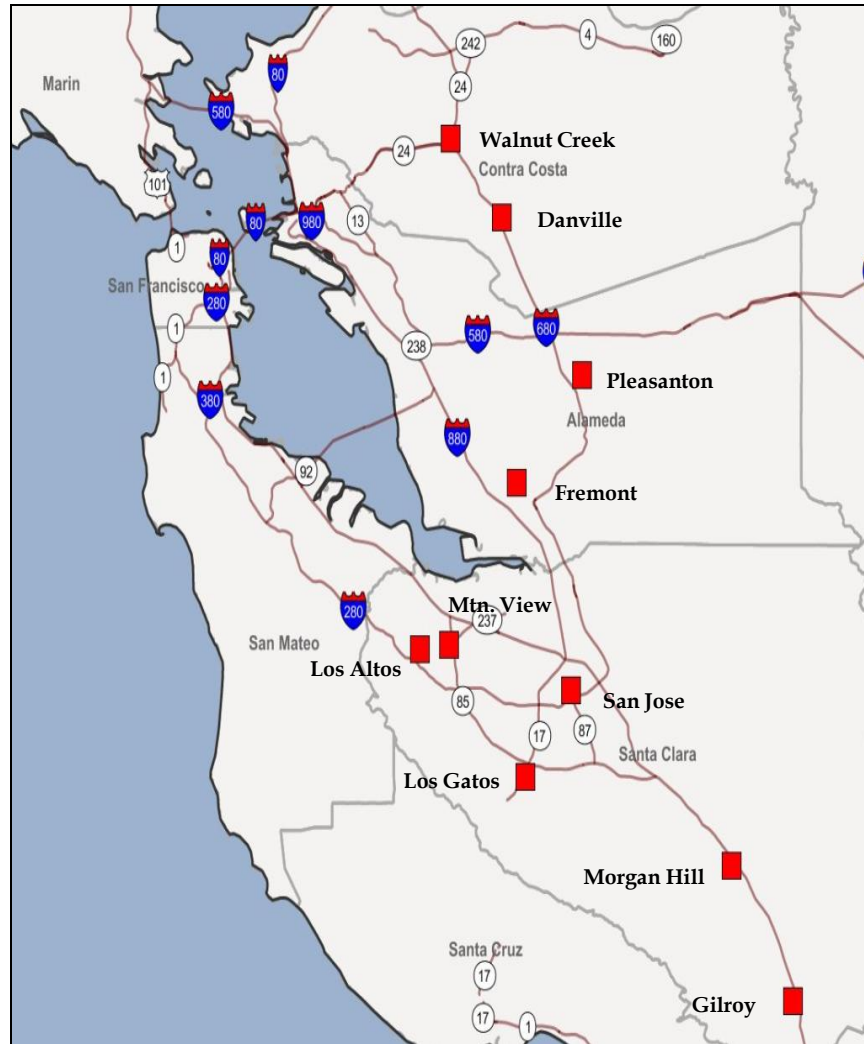 242
4
160
80
Marin
24
580
Walnut Creek
24
Contra Costa
101
80
980
13
Danville
1
80
San Francisco
280
680
580
1
238
Pleasanton
1
380
Alameda
880
92
Fremont
280
Mtn. View
237
San Mateo
Los Altos
San Jose
85
17
87
Santa Clara
Los Gatos
Morgan Hill
Santa Cruz
17
Gilroy
17
1